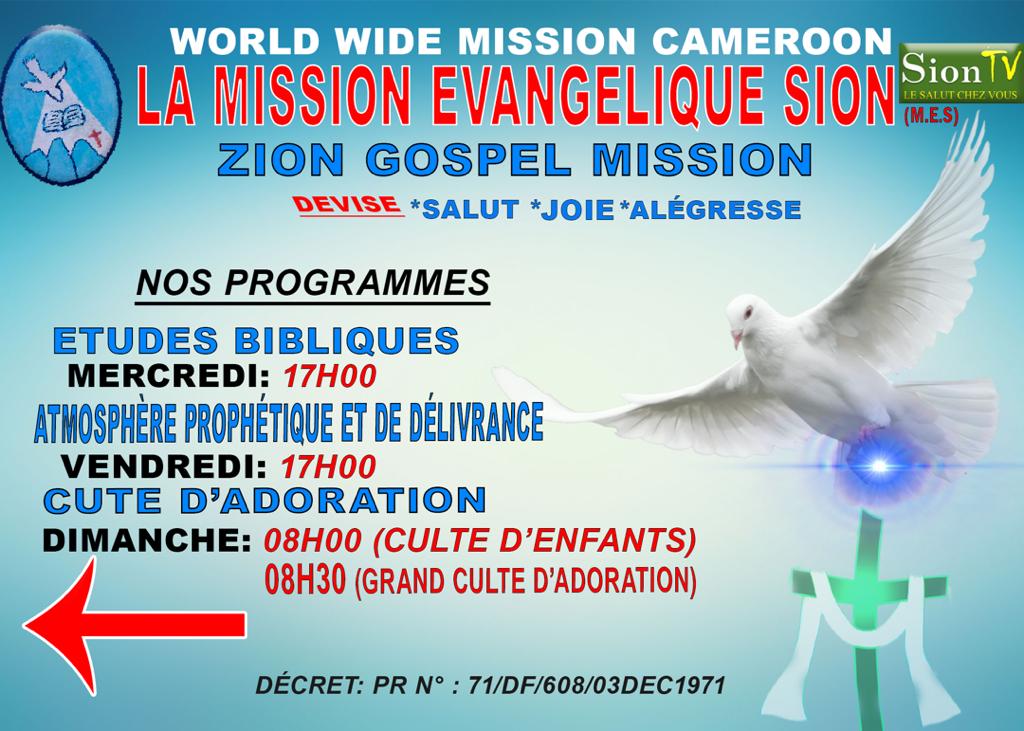 WORLD WIDE MISSION CAMEROON
LA MISSION EVANGELIQUE SION
(M.E.S)
Sion TV
LE SALUT CHEZ VOUS
ZION GOSPEL MISSION
DEVISE *SALUT *JOIE *ALÉGRESSE
NOS PROGRAMMES
ETUDES BIBLIQUES
MERCREDI: 17H00
ATMOSPHÈRE PROPHÉTIQUE ET DE DÉLIVRANCE
VENDREDI: 17H00
CUTE D’ADORATION
DIMANCHE: 08H00 (CULTE D’ENFANTS)
08H30 (GRAND CULTE D’ADORATION)
DÉCRET: PR N° : 71/DF/608/03DEC1971